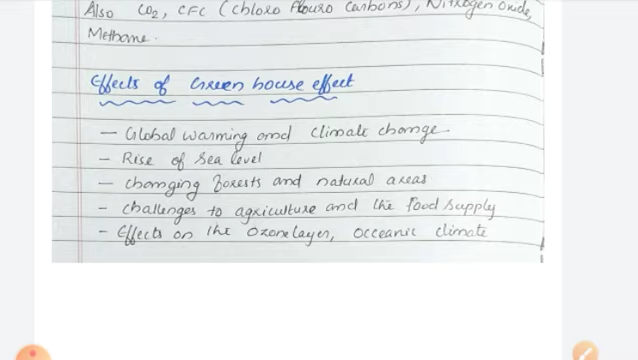 Also CO2, CFC (Chloro Flouro Carbons), Nitrogen Oxide,
Methane.
Effects of Green house effect
- Global warming and climate change.
- Rise of Sea level
- Changing forests and natural areas
- Challenges to agriculture and the food supply
- Effects on the Ozone layer, Occeanic climate